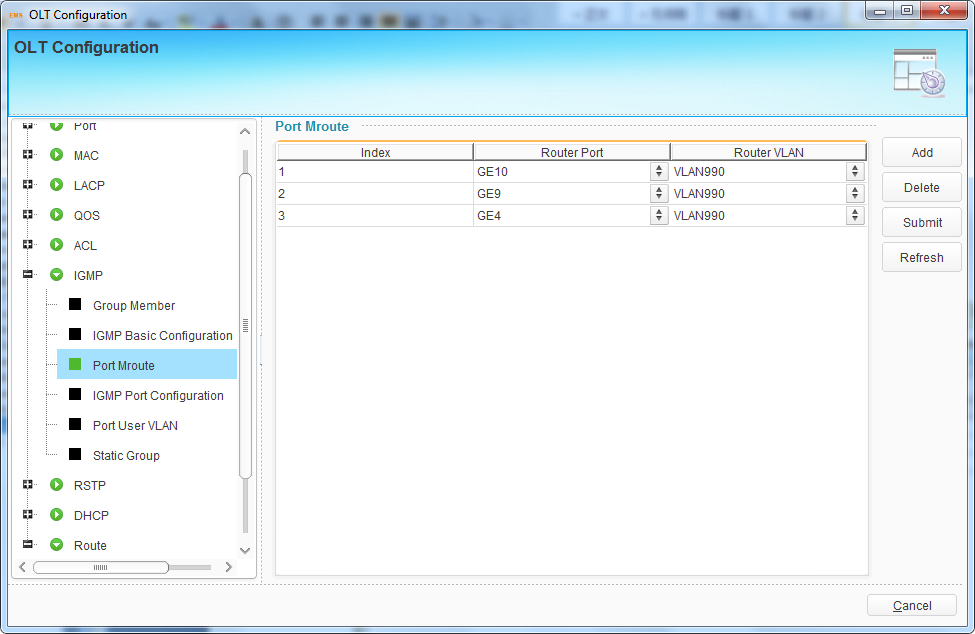 EMS OLT Configuration
OLT Configuration
Port
MAC
LACP
QOS
ACL
IGMP
Group Member
IGMP Basic Configuration
Port Mroute
IGMP Port Configuration
Port User VLAN
Static Group
RSTP
DHCP
Route
Port Mroute
Index Router Port Router VLAN
1 GE10 VLAN990
2 GE9 VLAN990
3 GE4 VLAN990
Add
Delete
Submit
Refresh
Cancel